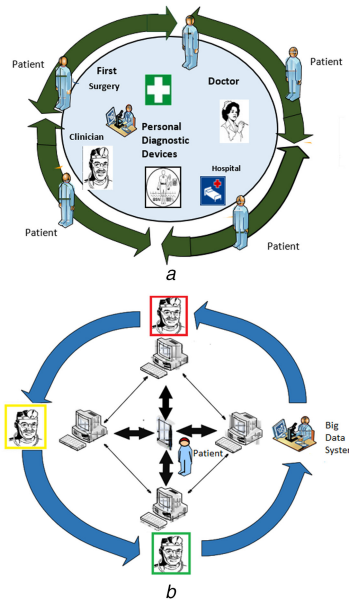 Patient
Patient
First
Surgery
Doctor
Clinician
Personal
Diagnostic
Devices
Hospital
Patient
Patient
a
Patient
Big
Data
System
b